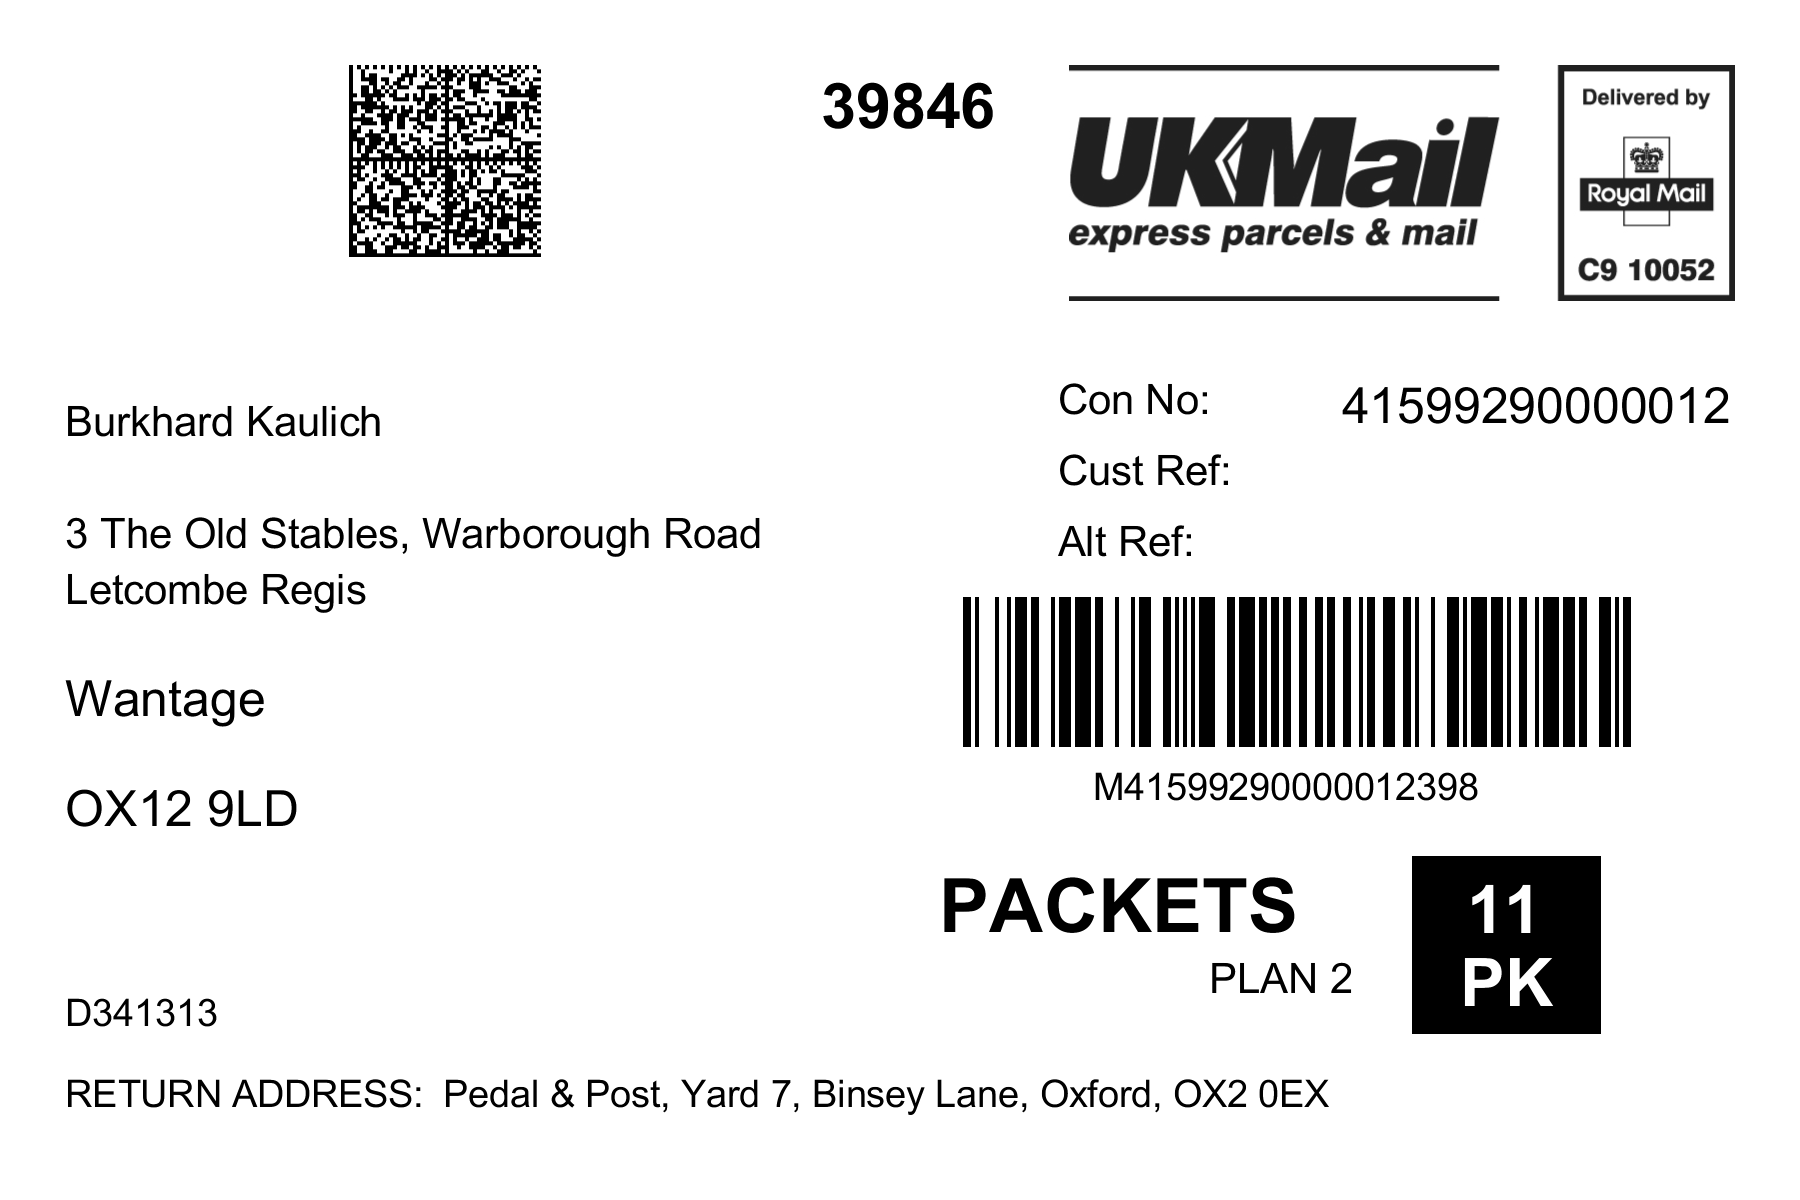 39846
UKMail
express parcels & mail
Delivered by
Royal Mail
C9 10052
Burkhard Kaulich
3 The Old Stables, Warborough Road
Letcombe Regis
Wantage
OX12 9LD
Con No: 41599290000012
Cust Ref:
Alt Ref:
M41599290000012398
PACKETS
PLAN 2
11
PK
D341313
RETURN ADDRESS: Pedal & Post, Yard 7, Binsey Lane, Oxford, OX2 0EX